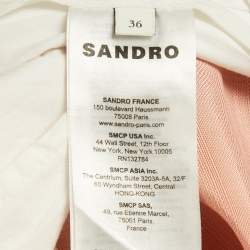 36
SANDRO
SANDRO FRANCE
150 boulevard Haussmann
75008 Paris
www.sandro-paris.com
SMCP USA Inc.
44 Wall Street, 12th Floor
New York, New York 10005
RN132784
SMCP ASIA Inc.
The Centrium, Suite 3203A-5A, 32/F
60 Wyndham Street, Central
HONG-KONG
SMCP SAS,
49, rue Etienne Marcel,
75001 Paris
France